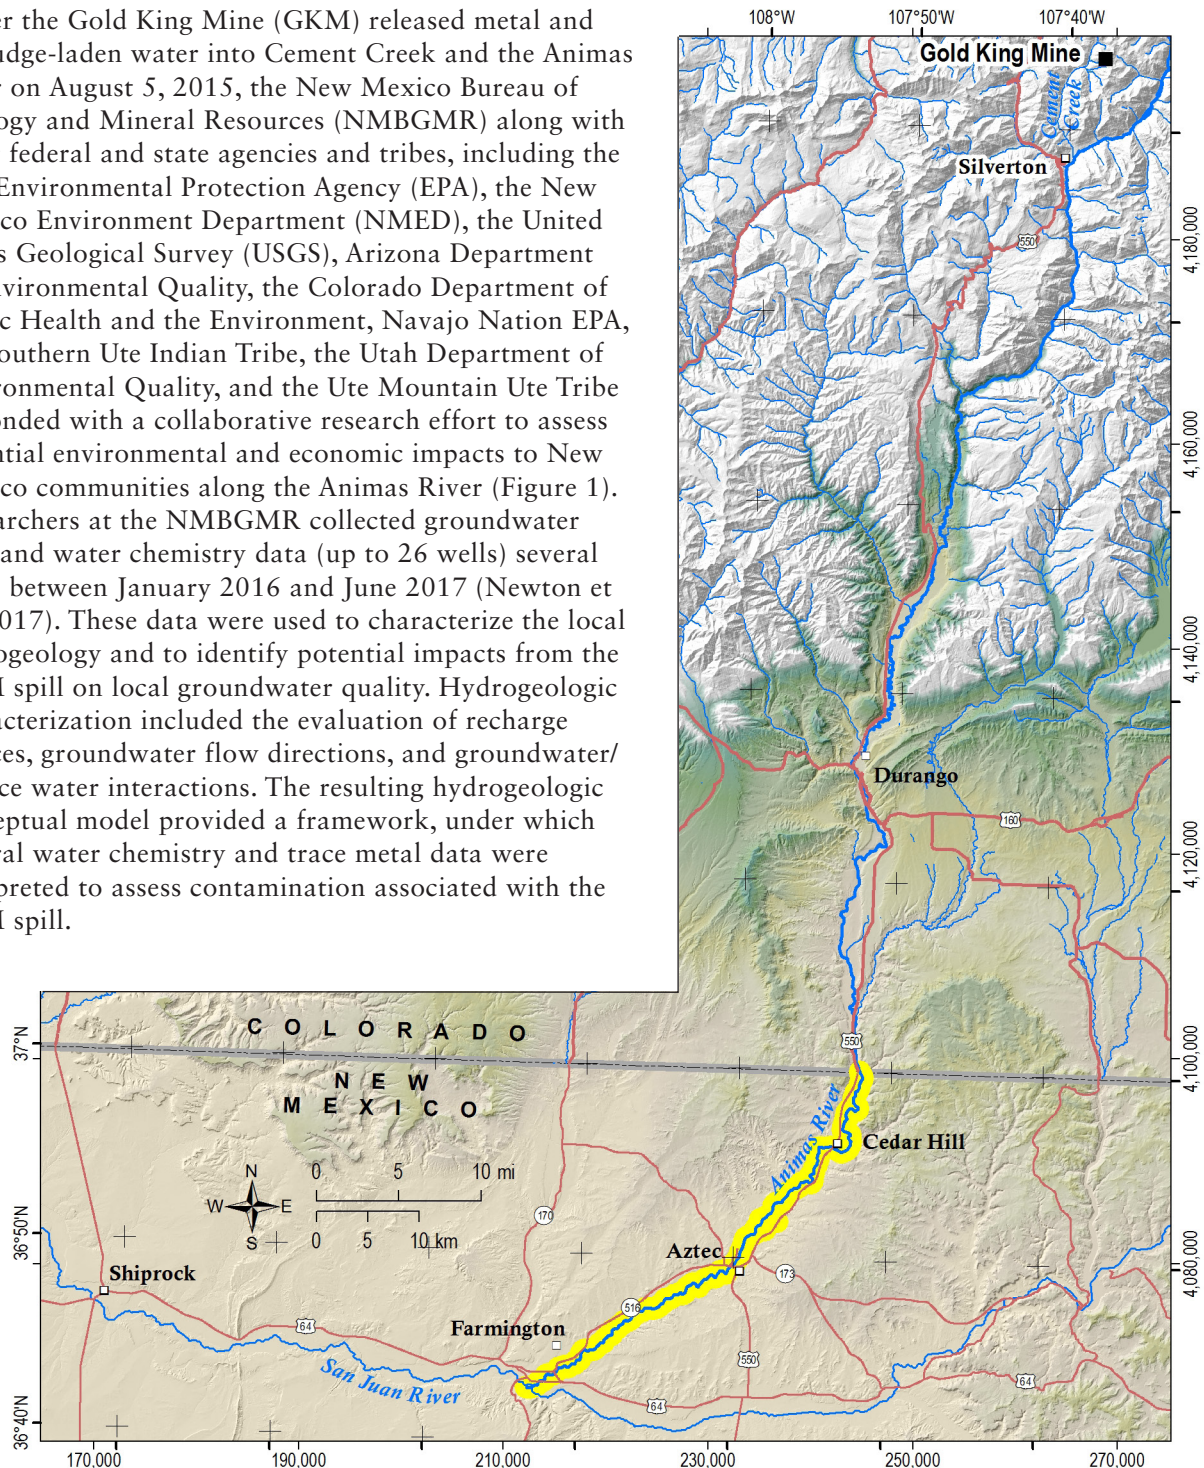 er the Gold King Mine (GKM) released metal and
udge-laden water into Cement Creek and the Animas
on August 5, 2015, the New Mexico Bureau of
ogy and Mineral Resources (NMBGMR) along with
federal and state agencies and tribes, including the
Environmental Protection Agency (EPA), the New
co Environment Department (NMED), the United
s Geological Survey (USGS), Arizona Department
nvironmental Quality, the Colorado Department of
c Health and the Environment, Navajo Nation EPA,
outhern Ute Indian Tribe, the Utah Department of
ronmental Quality, and the Ute Mountain Ute Tribe
onded with a collaborative research effort to assess
ntial environmental and economic impacts to New
co communities along the Animas River (Figure 1).
archers at the NMBGMR collected groundwater
and water chemistry data (up to 26 wells) several
between January 2016 and June 2017 (Newton et
017). These data were used to characterize the local
ogeology and to identify potential impacts from the
spill on local groundwater quality. Hydrogeologic
acterization included the evaluation of recharge
ces, groundwater flow directions, and groundwater/
ce water interactions. The resulting hydrogeologic
eptual model provided a framework, under which
ral water chemistry and trace metal data were
preted to assess contamination associated with the
spill.
108°W 107°50'W 107°40'W
Gold King Mine
Cement Creek
Silverton
550
4,180,000
4,160,000
4,140,000
Durango
160
4,120,000
COLORADO
37°N
550
4,100,000
NEW
MEXICO
Animas River
Cedar Hill
N
W E
S
0 5 10 mi
0 5 10 km
170
36°50'N
Aztec
173
4,080,000
Shiprock
516
64
Farmington
San Juan River
550
64
64
36°40'N
170,000 190,000 210,000 230,000 250,000 270,000